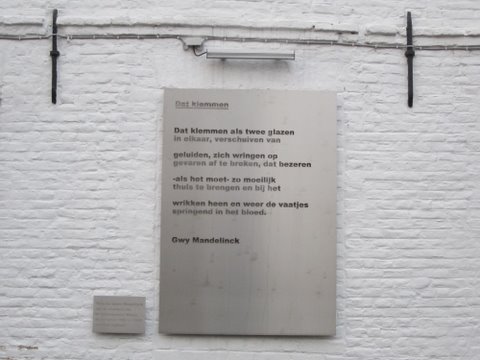 Dat klemmen
Dat klemmen als twee glazen
in elkaar, verschuiven van
geluiden, zich wringen op
gevaren af te breken, dat bezeren
-als het moet- zo moeilijk
thuis te brengen en bij het
wrikken heen en weer de vaatjes
springend in het bloed.
Gwy Mandelinck